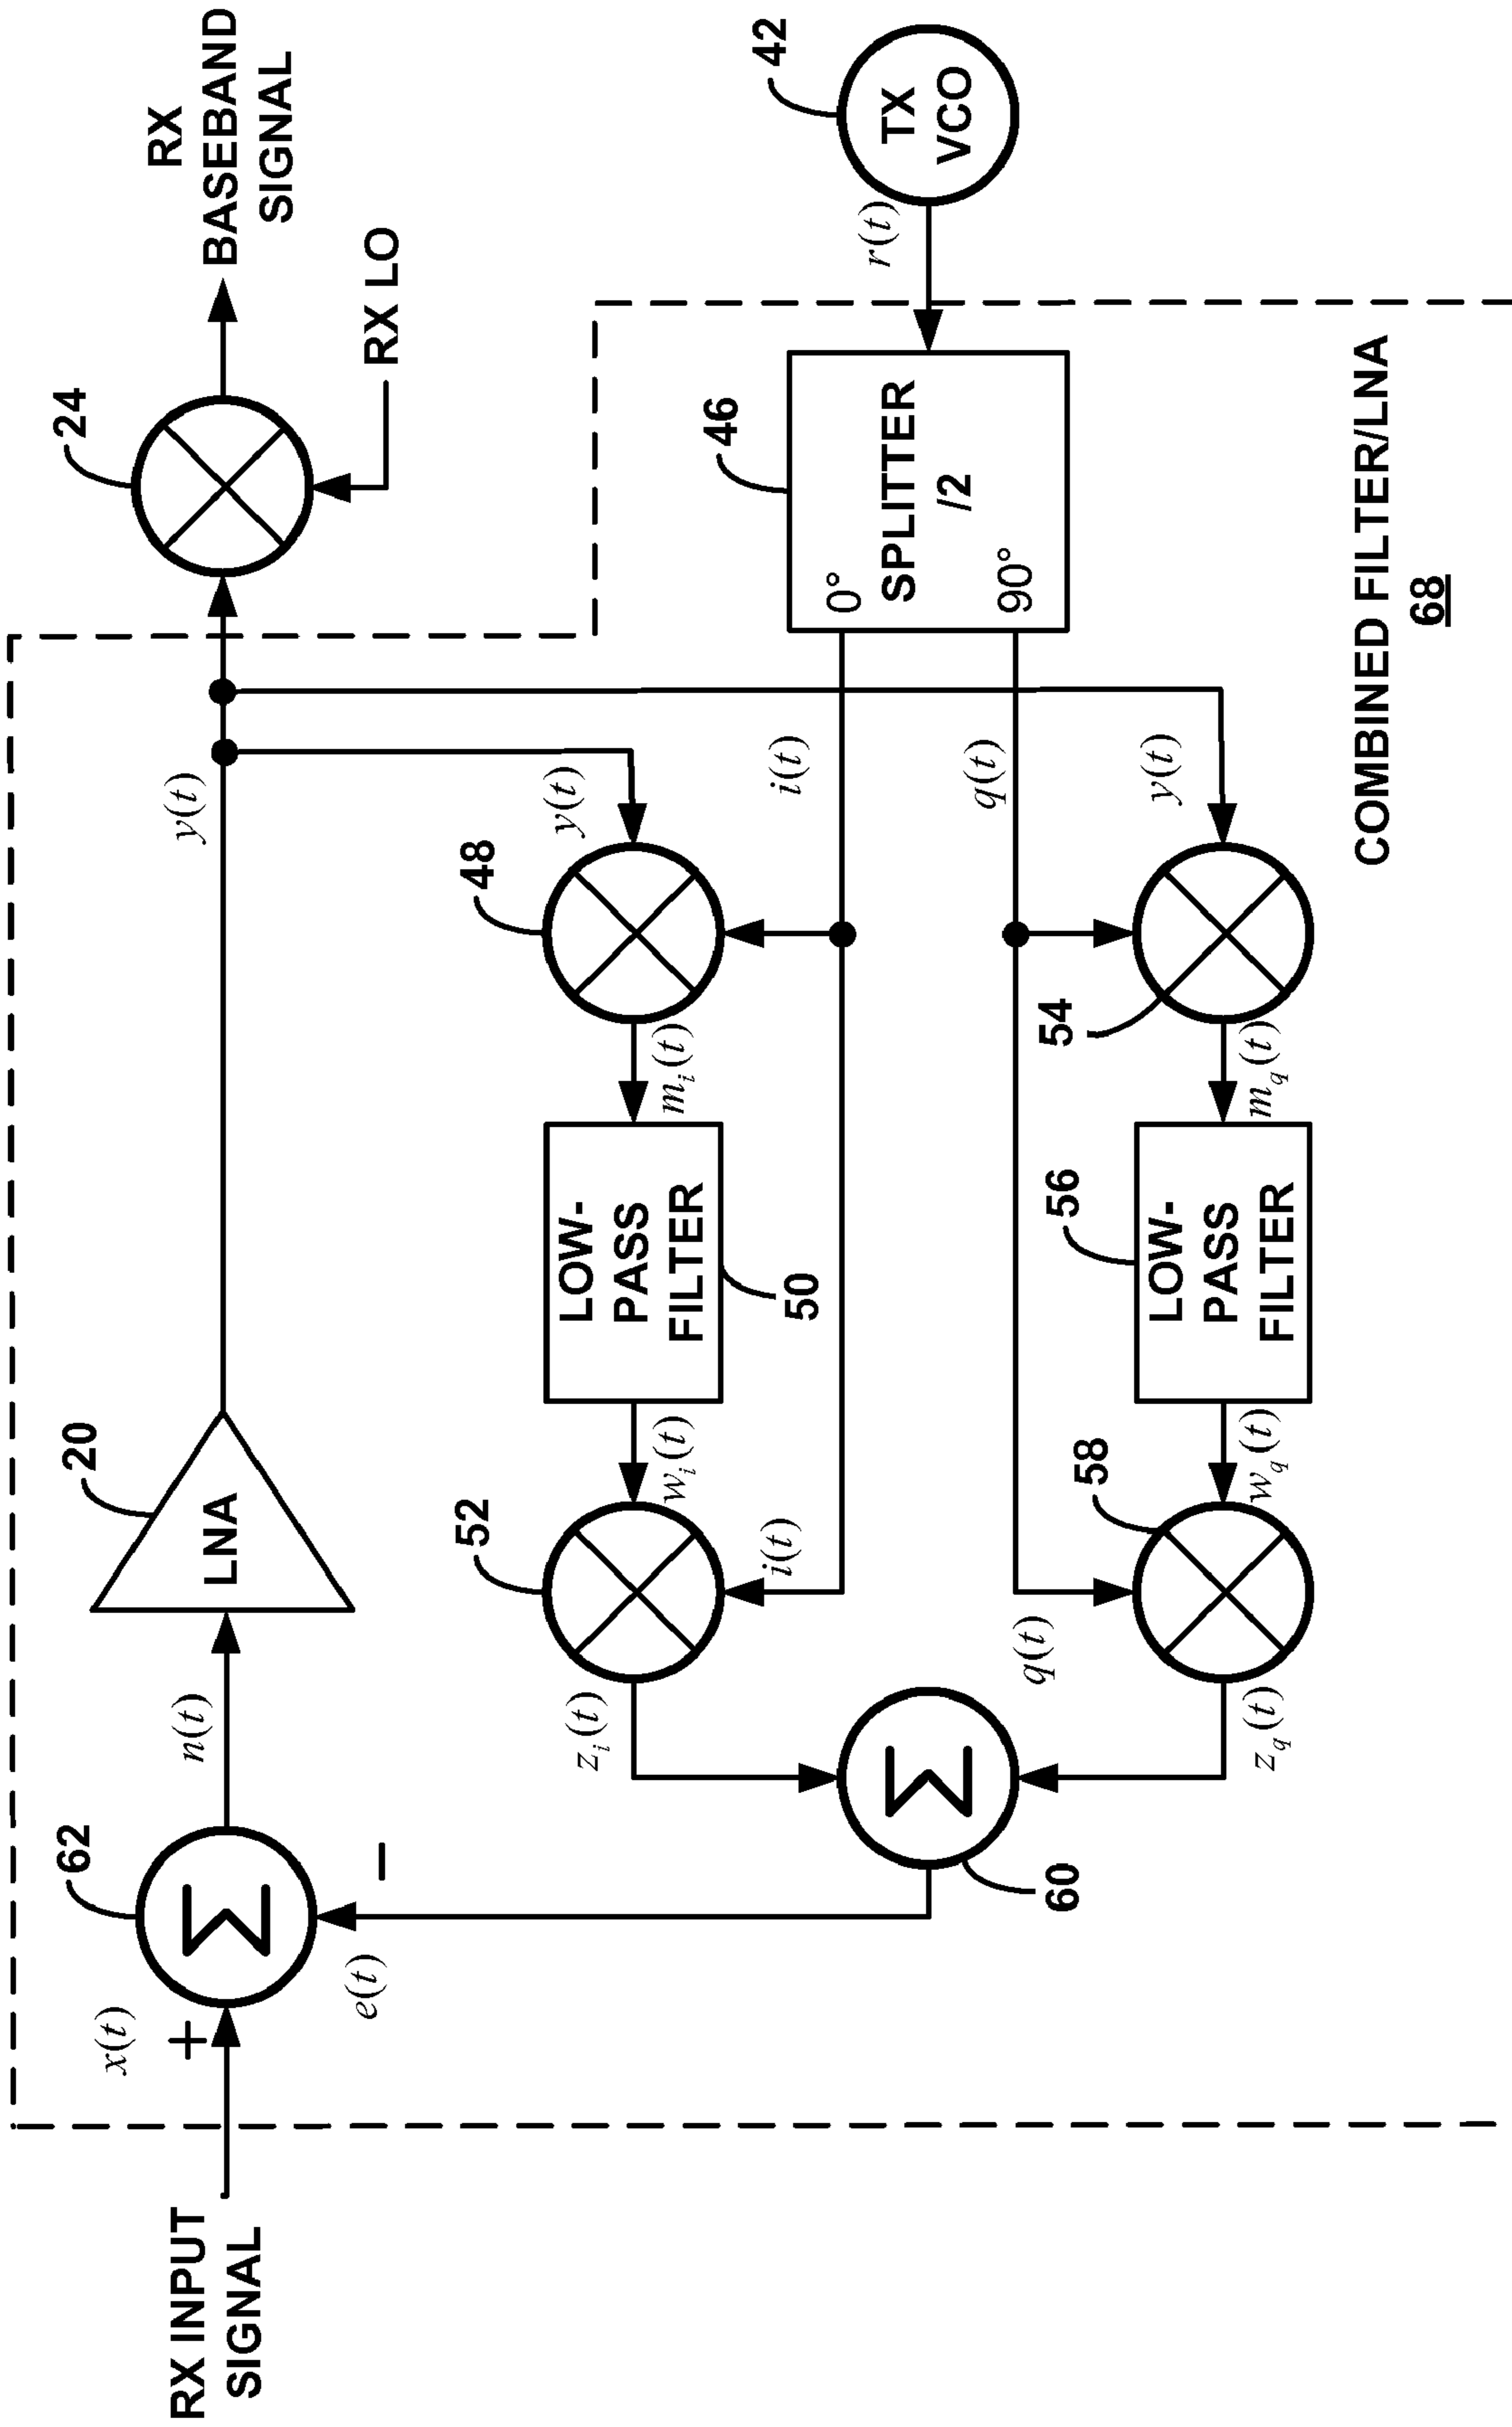 RX INPUT
SIGNAL
x(t)
+
62
Σ
−
e(t)
n(t)
20
LNA
y(t)
24
RX
BASEBAND
SIGNAL
RX LO
52
z_i(t)
i(t)
w_i(t)
LOW-
PASS
FILTER
50
m_i(t)
48
y(t)
i(t)
60
Σ
0°
90°
SPLITTER
/2
46
r(t)
TX
VCO
42
q(t)
q(t)
58
z_q(t)
w_q(t)
56
LOW-
PASS
FILTER
m_q(t)
54
y(t)
COMBINED FILTER/LNA
68